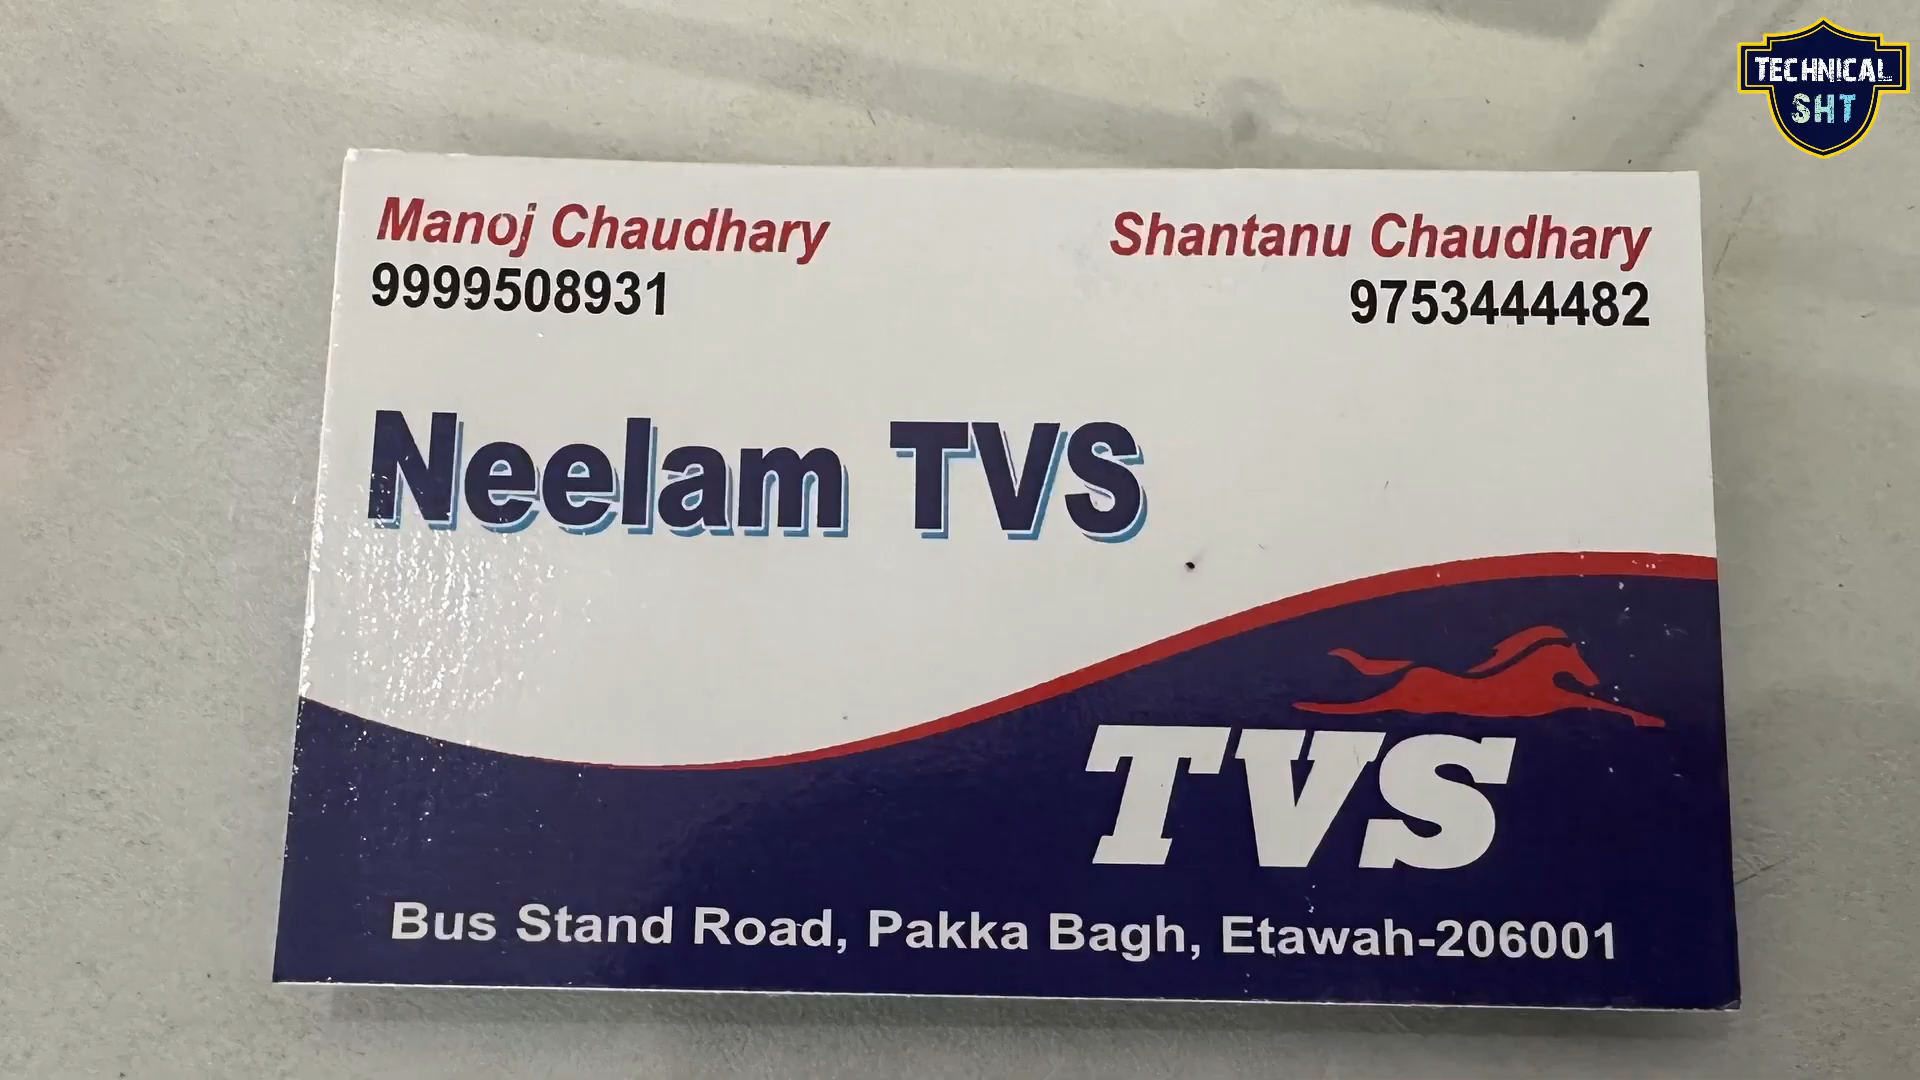 TECHNICAL
SHT
Manoj Chaudhary
9999508931
Shantanu Chaudhary
9753444482
Neelam TVS
TVS
Bus Stand Road, Pakka Bagh, Etawah-206001